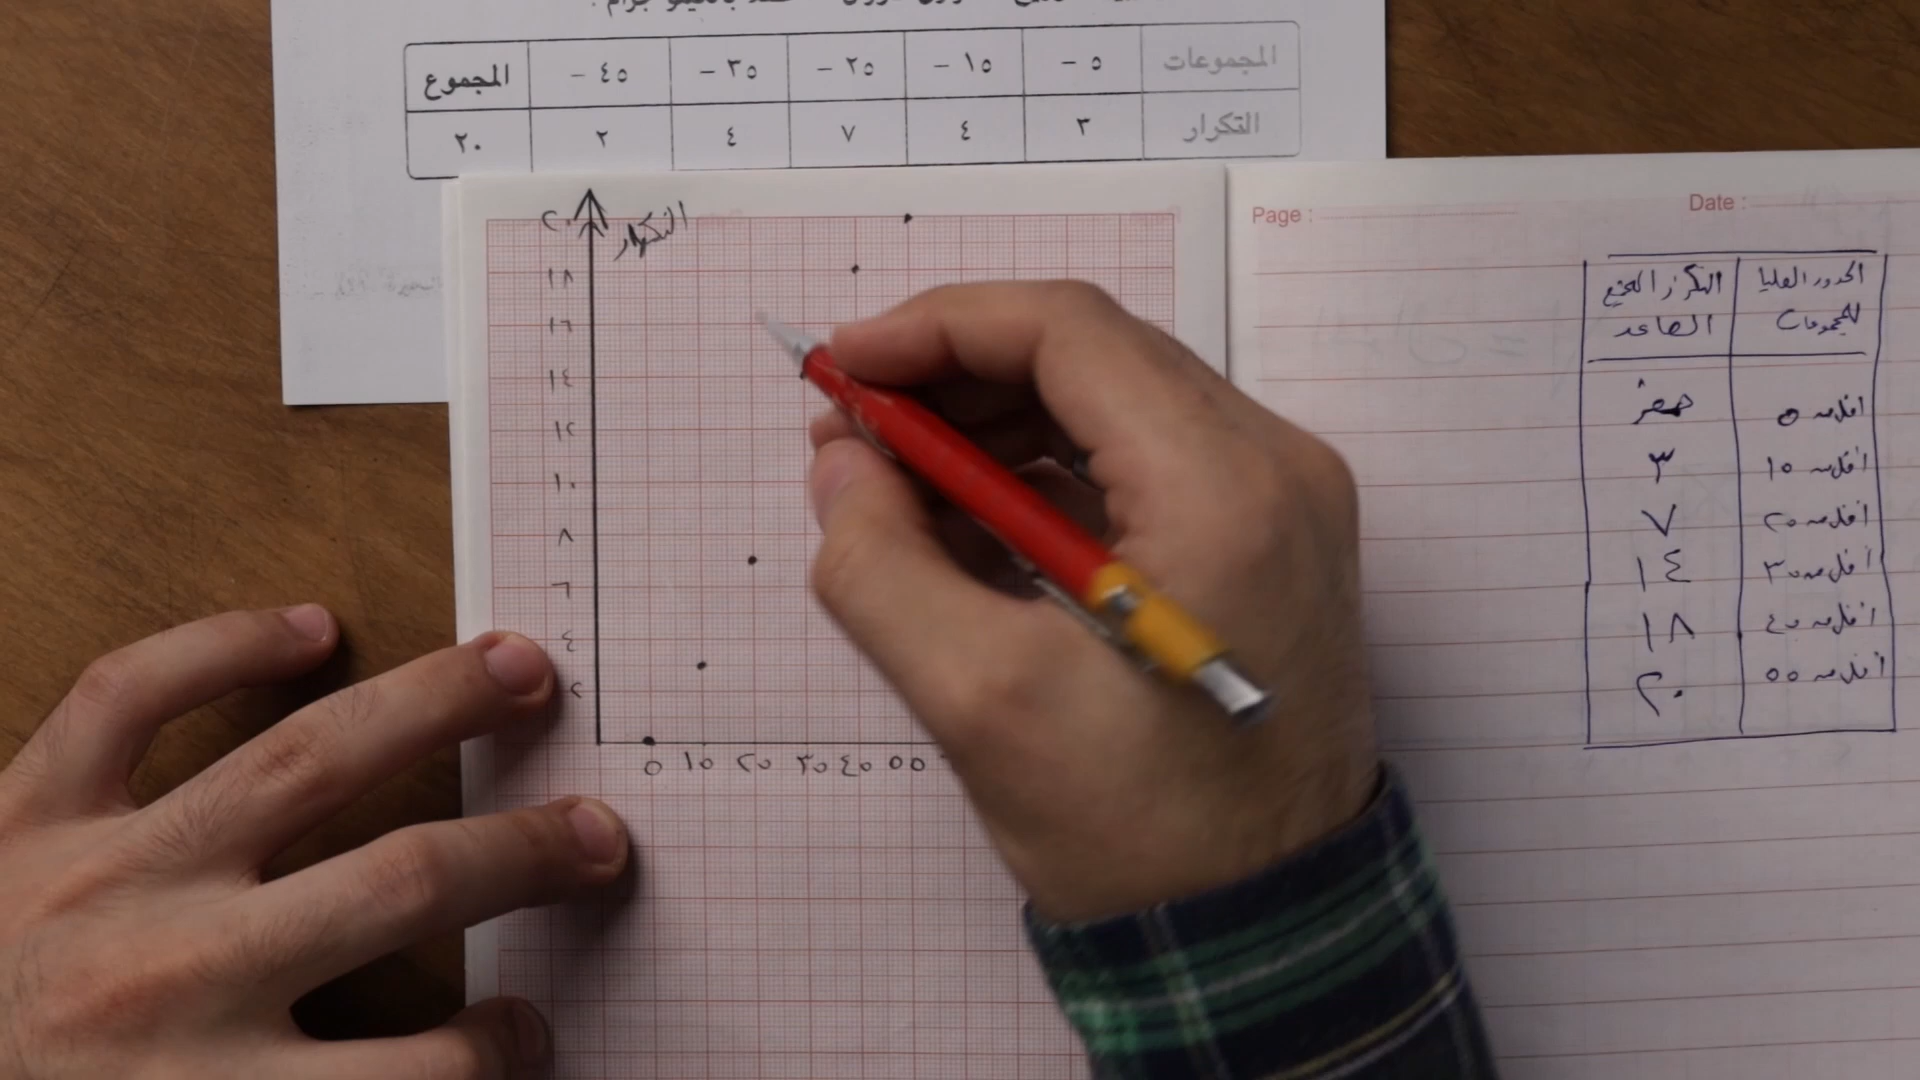 المجموعات ٥ – ١٥ – ٢٥ – ٣٥ – ٤٥ – المجموع
التكرار ٣ ٤ ٧ ٤ ٢ ٢٠
التكرار
٢٠
١٨
١٦
١٤
١٢
١٠
٨
٦
٤
٢
٥ ١٥ ٢٥ ٣٥ ٤٥ ٥٥
Page :
Date :
الحدود العليا التكرار المتجمع
للمجموعات الصاعد
أقل من ٥ صفر
أقل من ١٥ ٣
أقل من ٢٥ ٧
أقل من ٣٥ ١٤
أقل من ٤٥ ١٨
أقل من ٥٥ ٢٠